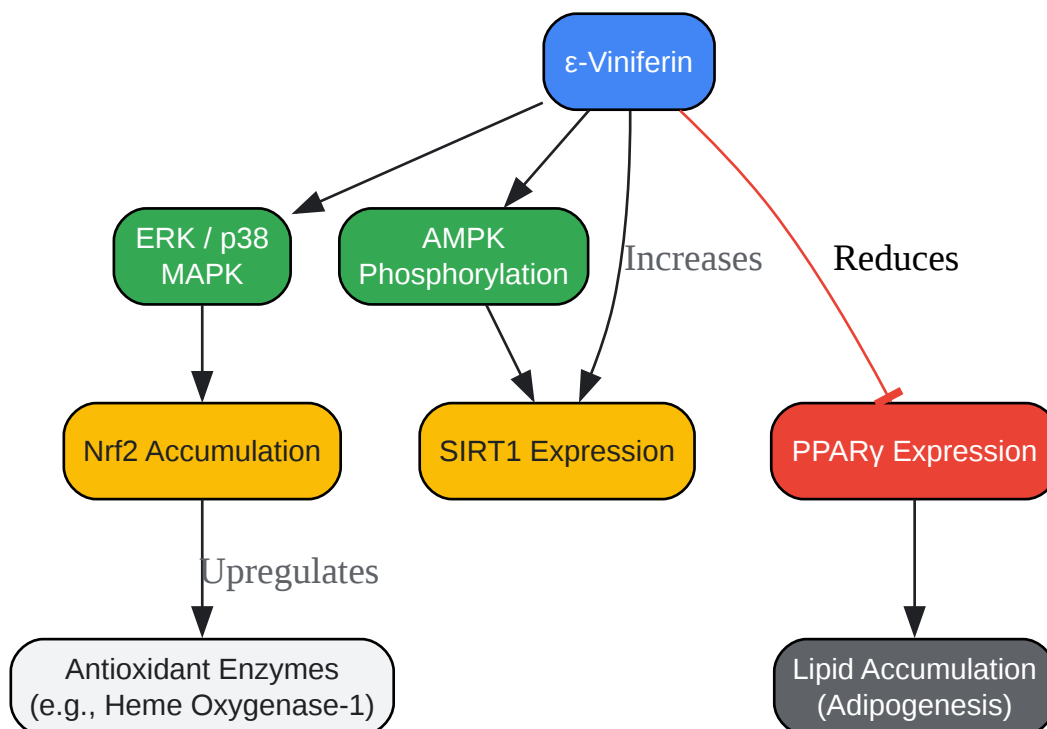 ε-Viniferin
ERK / p38
MAPK
AMPK
Phosphorylation
Increases
Reduces
Nrf2 Accumulation
SIRT1 Expression
PPARγ Expression
Upregulates
Antioxidant Enzymes
(e.g., Heme Oxygenase-1)
Lipid Accumulation
(Adipogenesis)